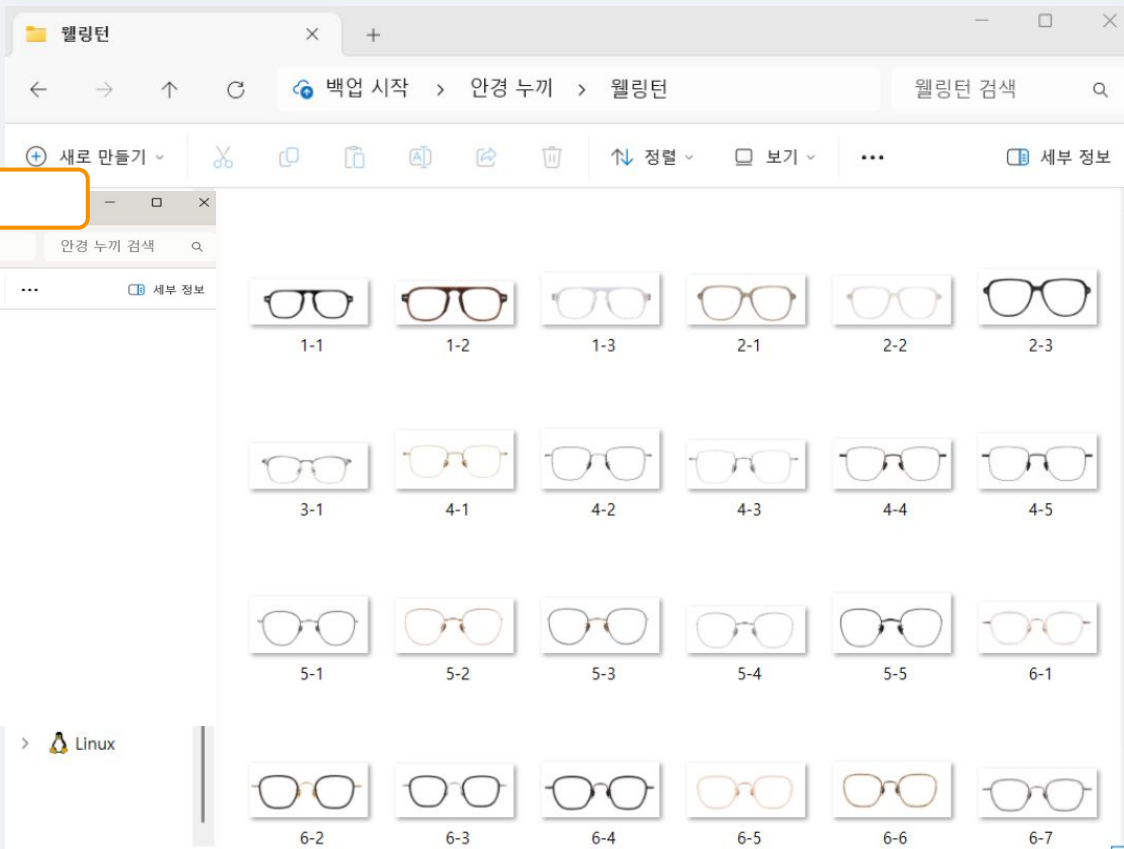 웰링턴
백업 시작 > 안경 누끼 > 웰링턴
웰링턴 검색
새로 만들기
정렬
보기
세부 정보
안경 누끼 검색
세부 정보
1-1 1-2 1-3 2-1 2-2 2-3
3-1 4-1 4-2 4-3 4-4 4-5
5-1 5-2 5-3 5-4 5-5 6-1
Linux
6-2 6-3 6-4 6-5 6-6 6-7